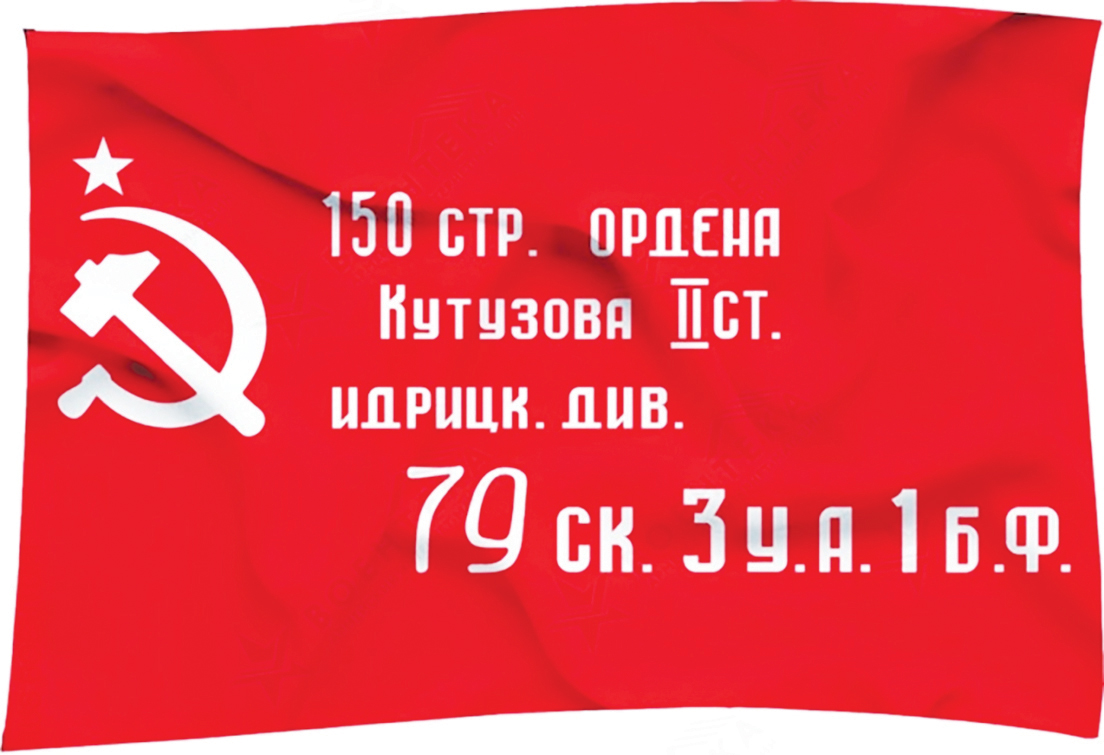 150 СТР. ОРДЕНА
Кутузова II СТ.
ИДРИЦК. ДИВ.
79 СК. 3 У.А. 1 Б.Ф.